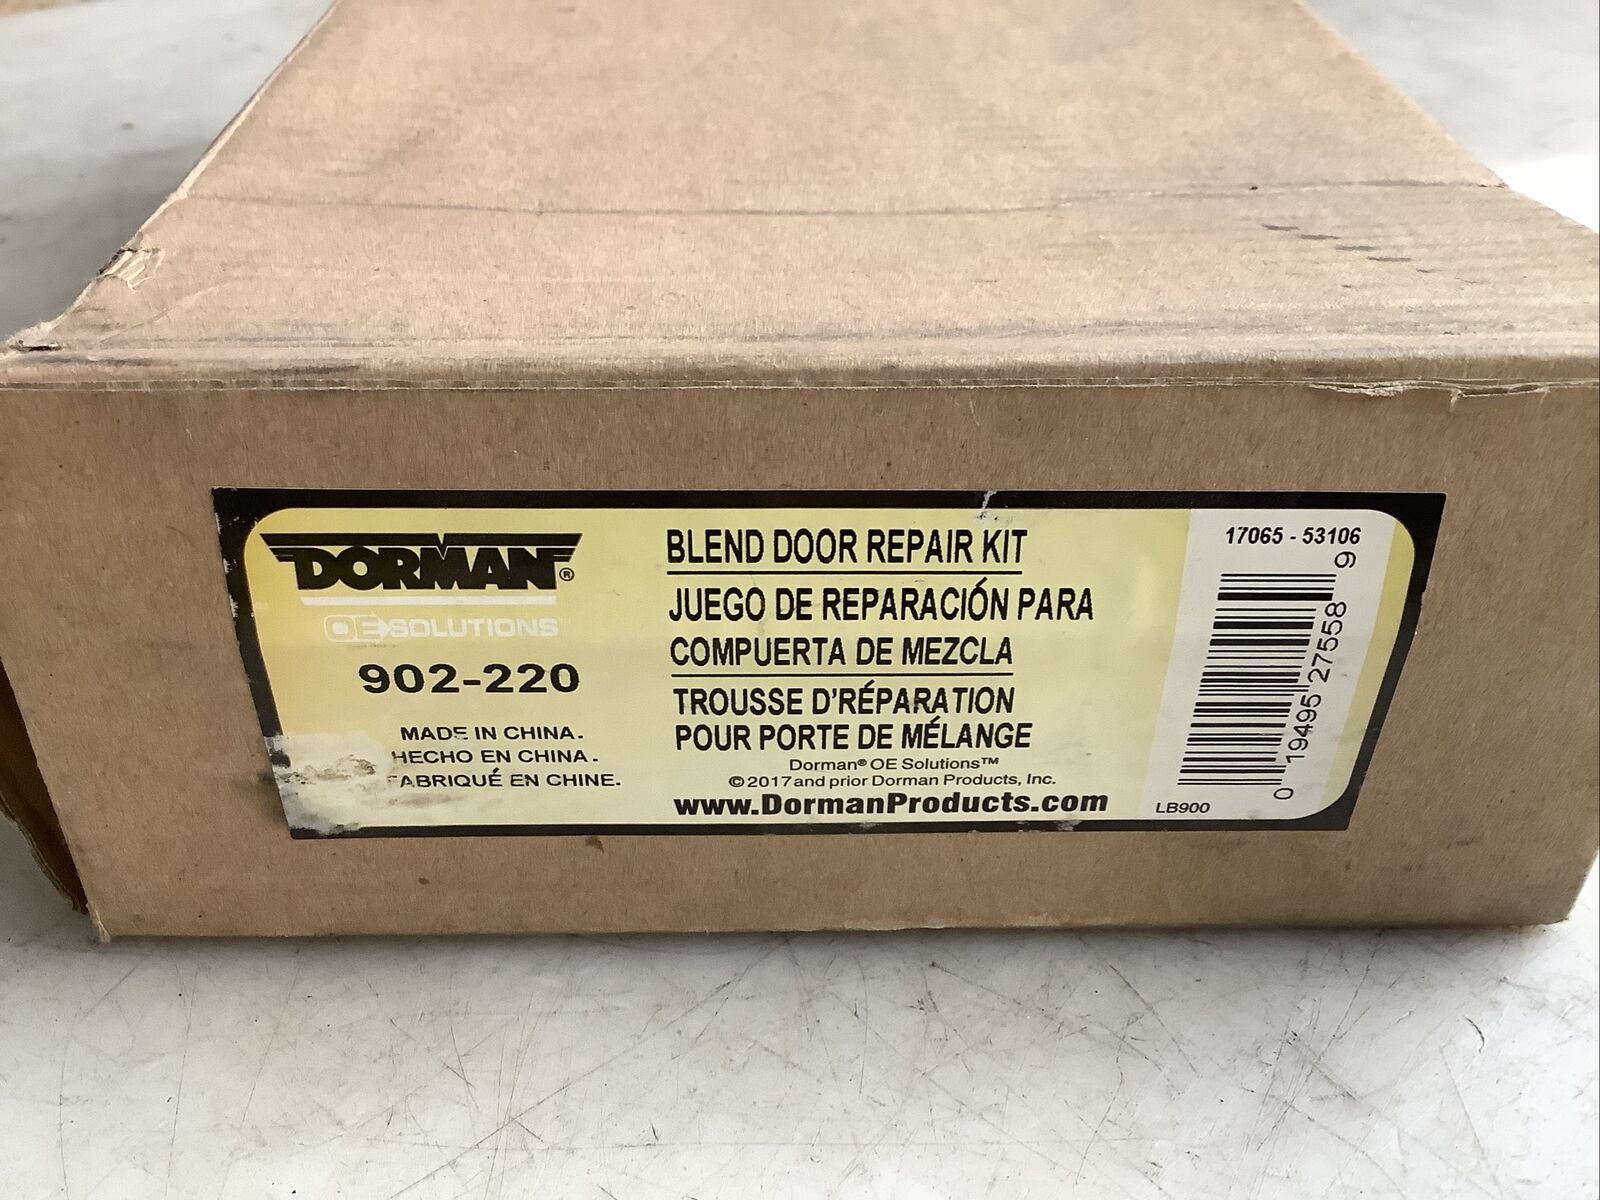 DORMAN®
OE SOLUTIONS™
902-220
MADE IN CHINA.
HECHO EN CHINA.
FABRIQUÉ EN CHINE.
BLEND DOOR REPAIR KIT
JUEGO DE REPARACIÓN PARA
COMPUERTA DE MEZCLA
TROUSSE D'RÉPARATION
POUR PORTE DE MÉLANGE
Dorman® OE Solutions™
©2017 and prior Dorman Products, Inc.
www.DormanProducts.com
17065 - 53106
0 19495 27558 9
LB900